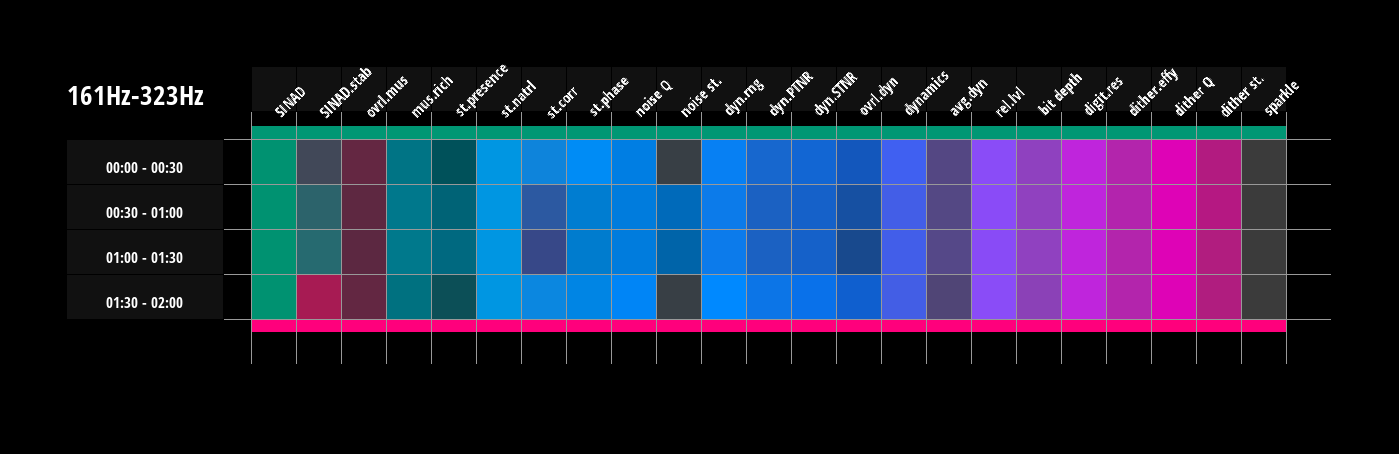 161Hz-323Hz
SINAD
SINAD.stab
ovrl.mus
mus.rich
st.presence
st.natrl
st.corr
st.phase
noise Q
noise st.
dyn.rng
dyn.PTNR
dyn.STNR
ovrl.dyn
dynamics
avg.dyn
rel.lvl
bit depth
digit.res
dither.effy
dither Q
dither st.
sparkle
00:00 - 00:30
00:30 - 01:00
01:00 - 01:30
01:30 - 02:00